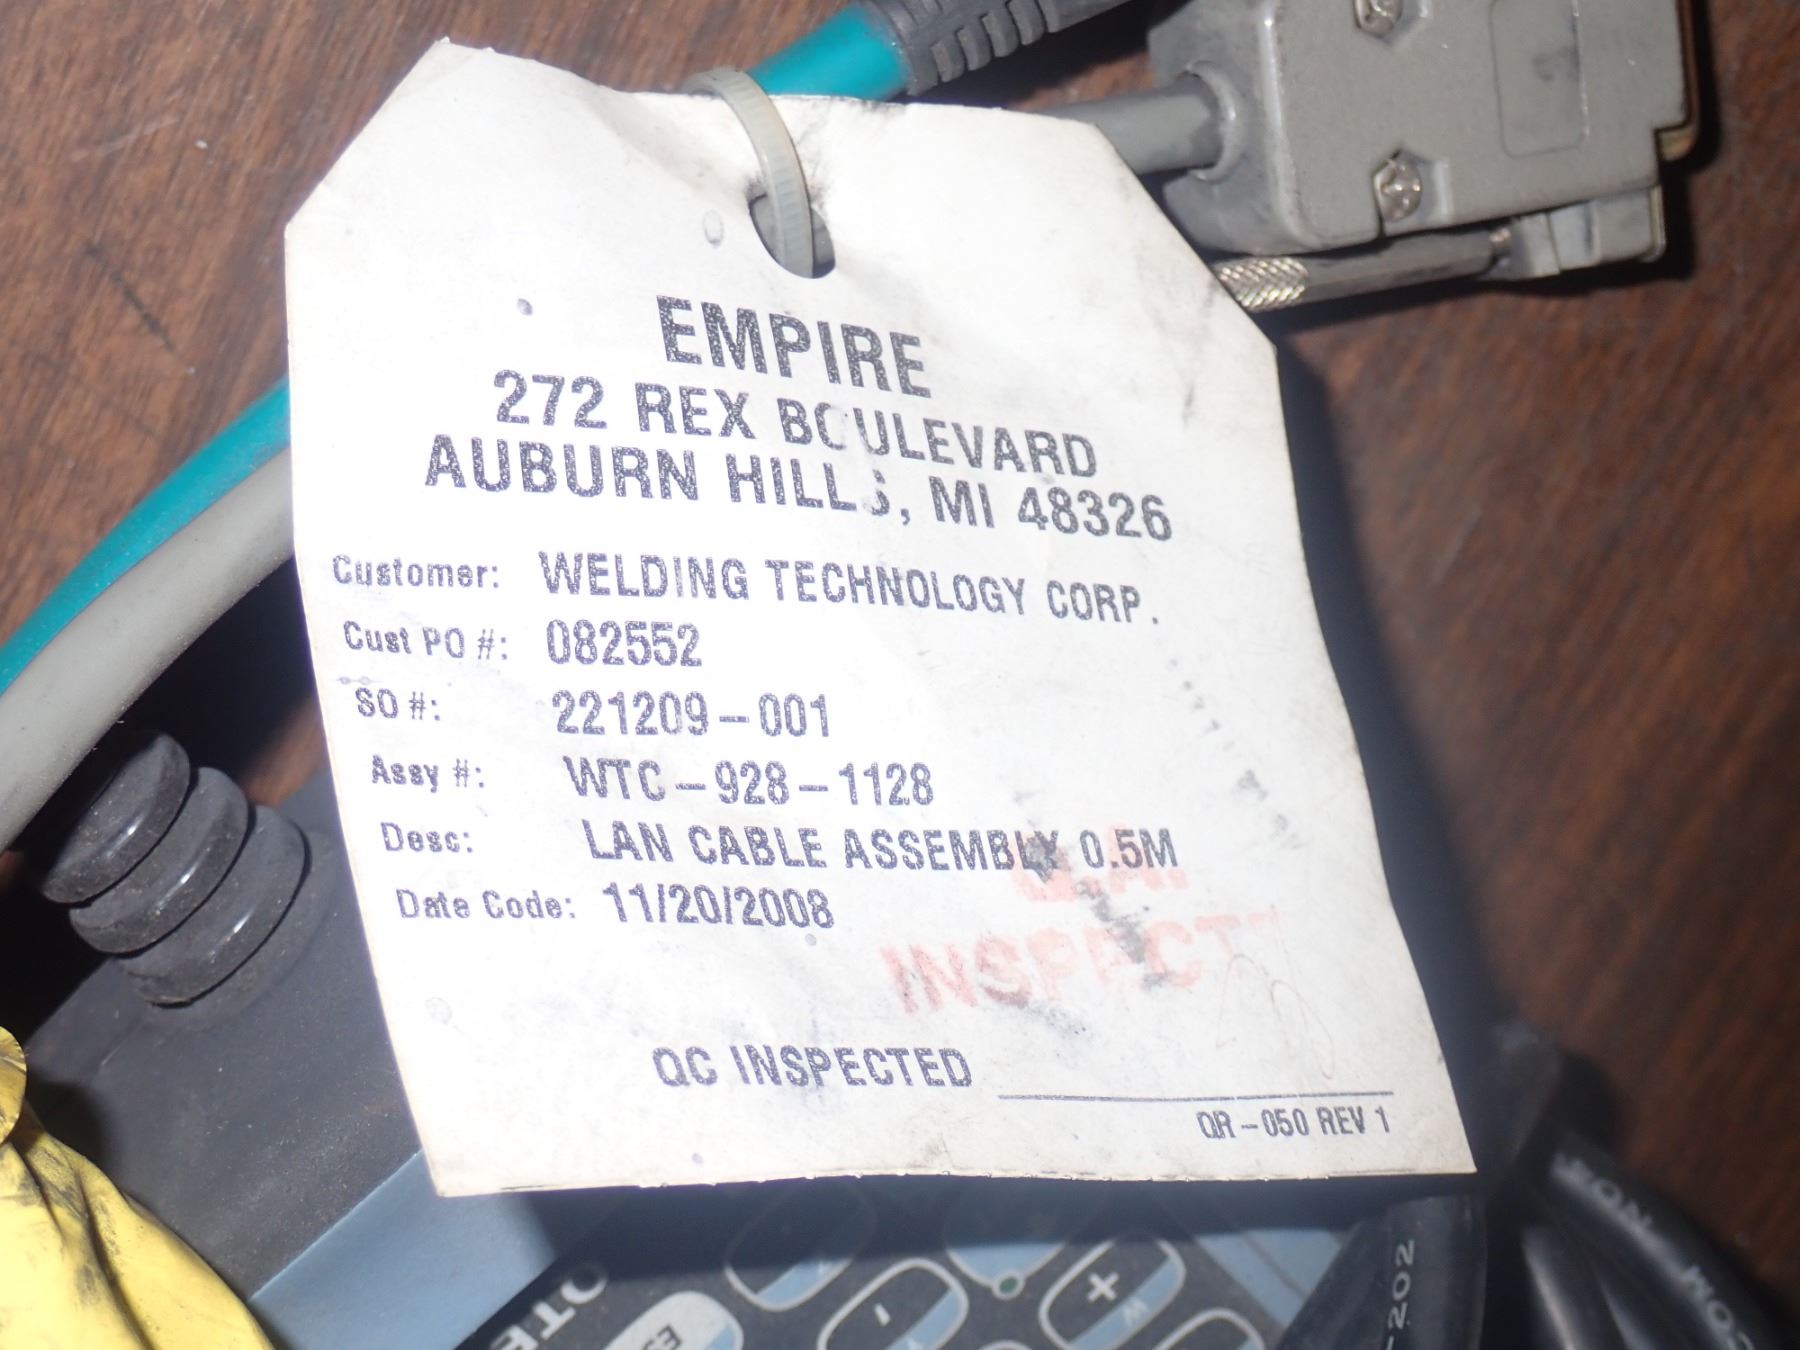 EMPIRE
272 REX BOULEVARD
AUBURN HILLS, MI 48326
Customer: WELDING TECHNOLOGY CORP.
Cust PO #: 082552
SO #: 221209-001
Assy #: WTC-928-1128
Desc: LAN CABLE ASSEMBLY 0.5M
Date Code: 11/20/2008
Q.A.
INSPECT
QC INSPECTED
QR-050 REV 1
-202